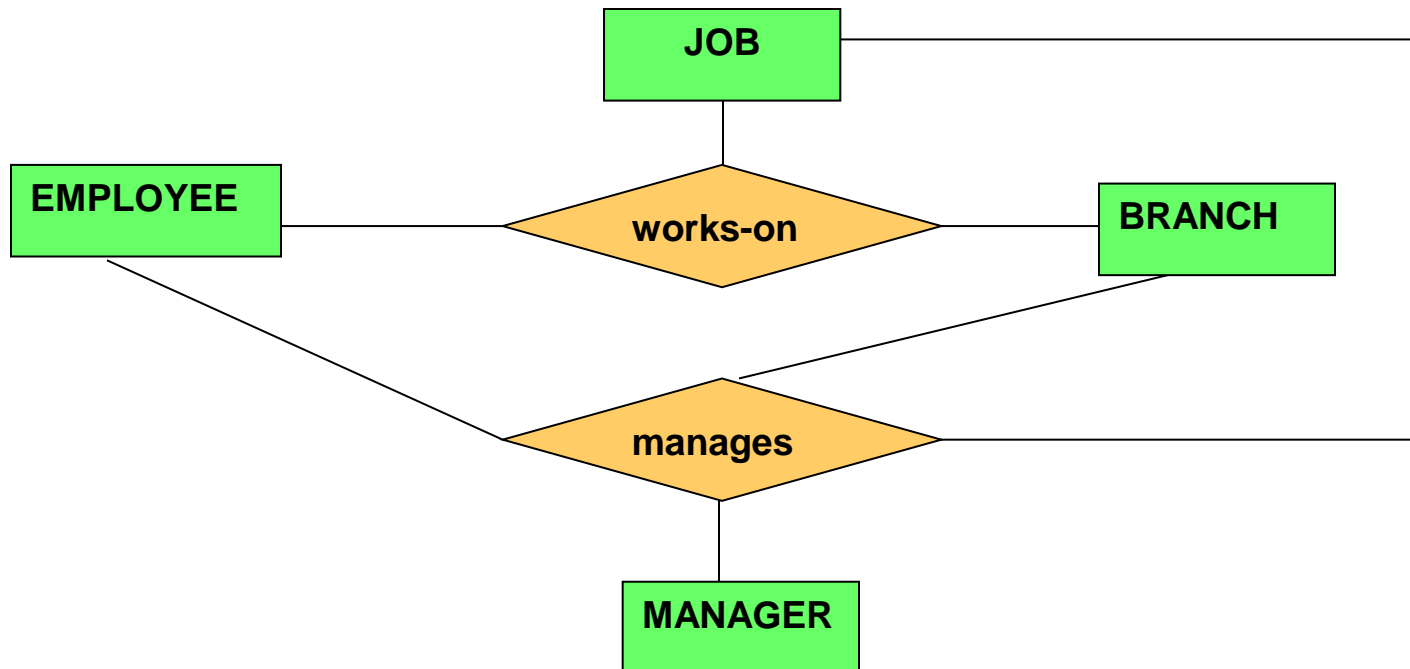 JOB
EMPLOYEE
works-on
BRANCH
manages
MANAGER